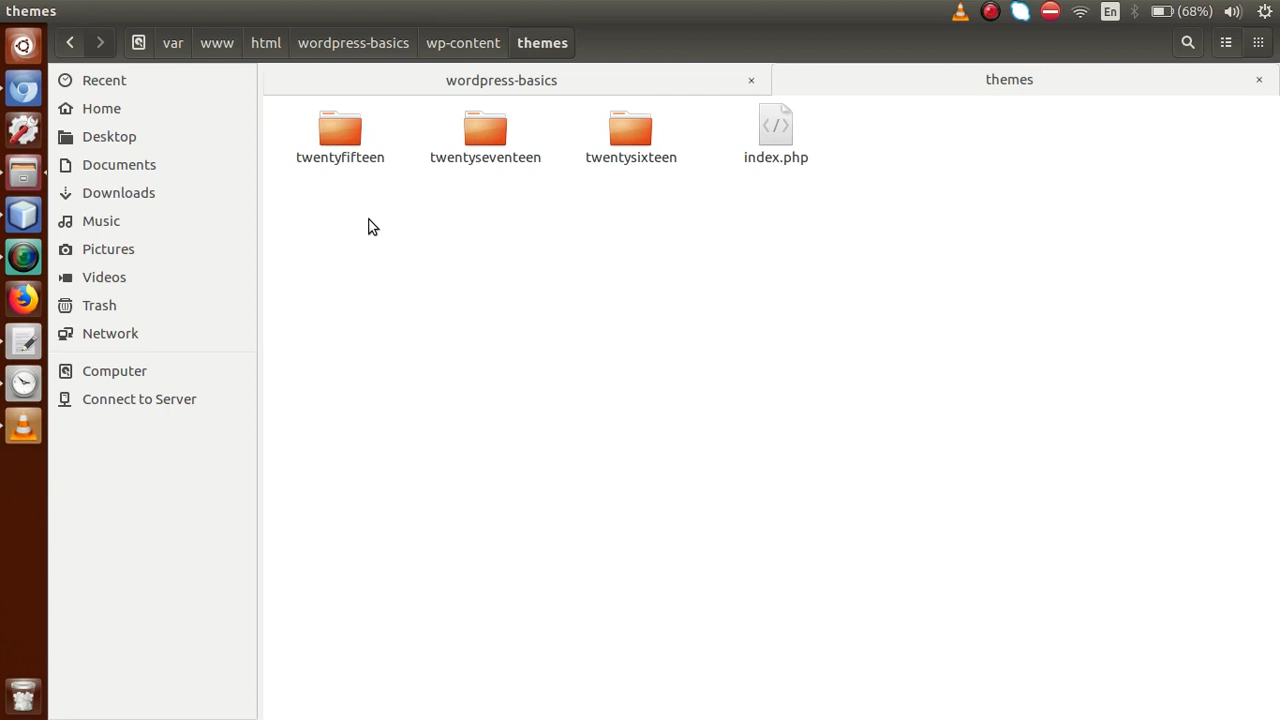 themes
En
(68%)
var
www
html
wordpress-basics
wp-content
themes
wordpress-basics
×
themes
×
Recent
Home
Desktop
Documents
Downloads
Music
Pictures
Videos
Trash
Network
Computer
Connect to Server
twentyfifteen
twentyseventeen
twentysixteen
index.php